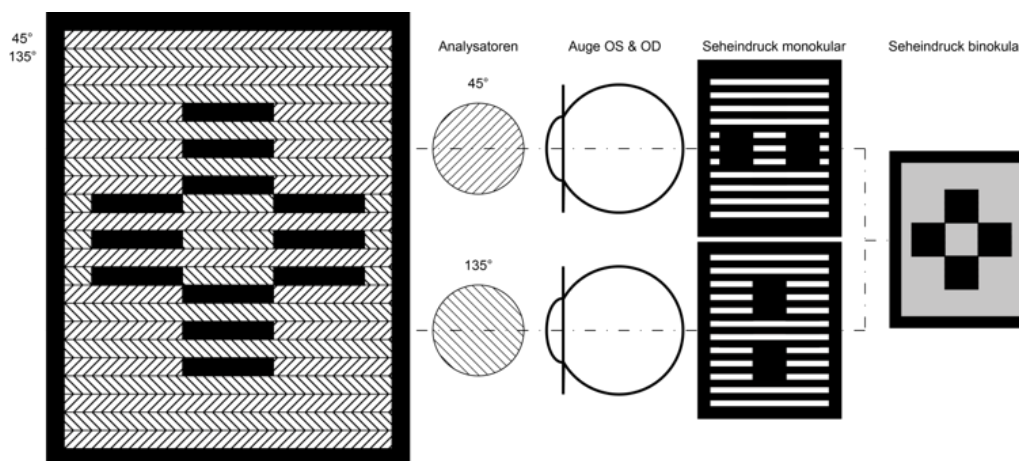 45°
135°
Analysatoren
Auge OS & OD
Seheindruck monokular
Seheindruck binokula
45°
135°